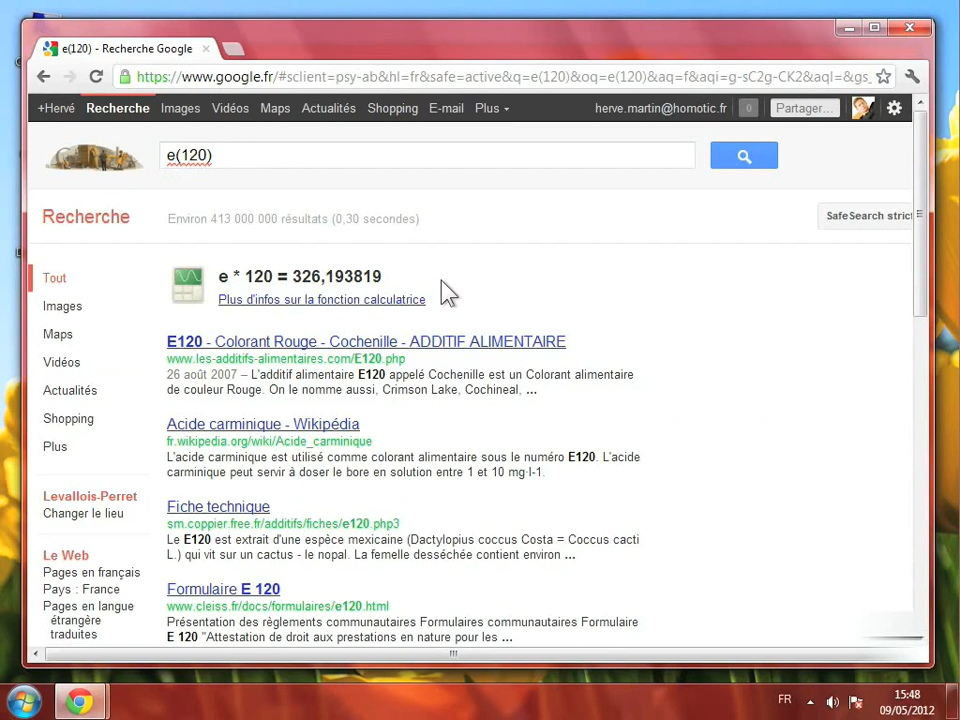 e(120) - Recherche Google
https://www.google.fr/#sclient=psy-ab&hl=fr&safe=active&q=e(120)&oq=e(120)&aq=f&aqi=g-sC2g-CK2&aql=&gs_
+Hervé Recherche Images Vidéos Maps Actualités Shopping E-mail Plus herve.martin@homotic.fr 0 Partager...
e(120)
Recherche Environ 413 000 000 résultats (0,30 secondes) SafeSearch strict
Tout
Images
Maps
Vidéos
Actualités
Shopping
Plus
Levallois-Perret
Changer le lieu
Le Web
Pages en français
Pays : France
Pages en langue
étrangère
traduites
e * 120 = 326,193819
Plus d'infos sur la fonction calculatrice
E120 - Colorant Rouge - Cochenille - ADDITIF ALIMENTAIRE
www.les-additifs-alimentaires.com/E120.php
26 août 2007 – L'additif alimentaire E120 appelé Cochenille est un Colorant alimentaire
de couleur Rouge. On le nomme aussi, Crimson Lake, Cochineal, ...
Acide carminique - Wikipédia
fr.wikipedia.org/wiki/Acide_carminique
L'acide carminique est utilisé comme colorant alimentaire sous le numéro E120. L'acide
carminique peut servir à doser le bore en solution entre 1 et 10 mg·l-1.
Fiche technique
sm.coppier.free.fr/additifs/fiches/e120.php3
Le E120 est extrait d'une espèce mexicaine (Dactylopius coccus Costa = Coccus cacti
L.) qui vit sur un cactus - le nopal. La femelle desséchée contient environ ...
Formulaire E 120
www.cleiss.fr/docs/formulaires/e120.html
Présentation des règlements communautaires Formulaires communautaires Formulaire
E 120 "Attestation de droit aux prestations en nature pour les ...
FR
15:48
09/05/2012